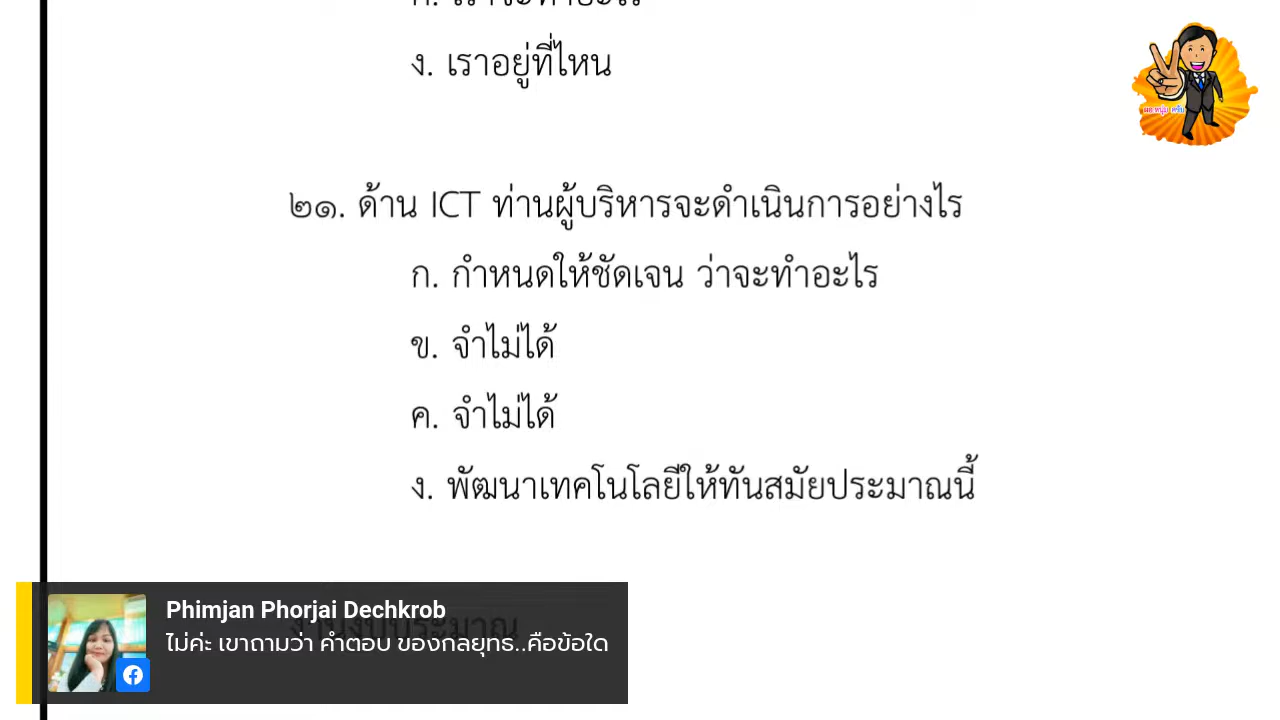 ง. เราอยู่ที่ไหน
๒๑. ด้าน ICT ท่านผู้บริหารจะดำเนินการอย่างไร
ก. กำหนดให้ชัดเจน ว่าจะทำอะไร
ข. จำไม่ได้
ค. จำไม่ได้
ง. พัฒนาเทคโนโลยีให้ทันสมัยประมาณนี้
Phimjan Phorjai Dechkrob
ไม่ค่ะ เขาถามว่า คำตอบ ของกลยุทธ..คือข้อใด